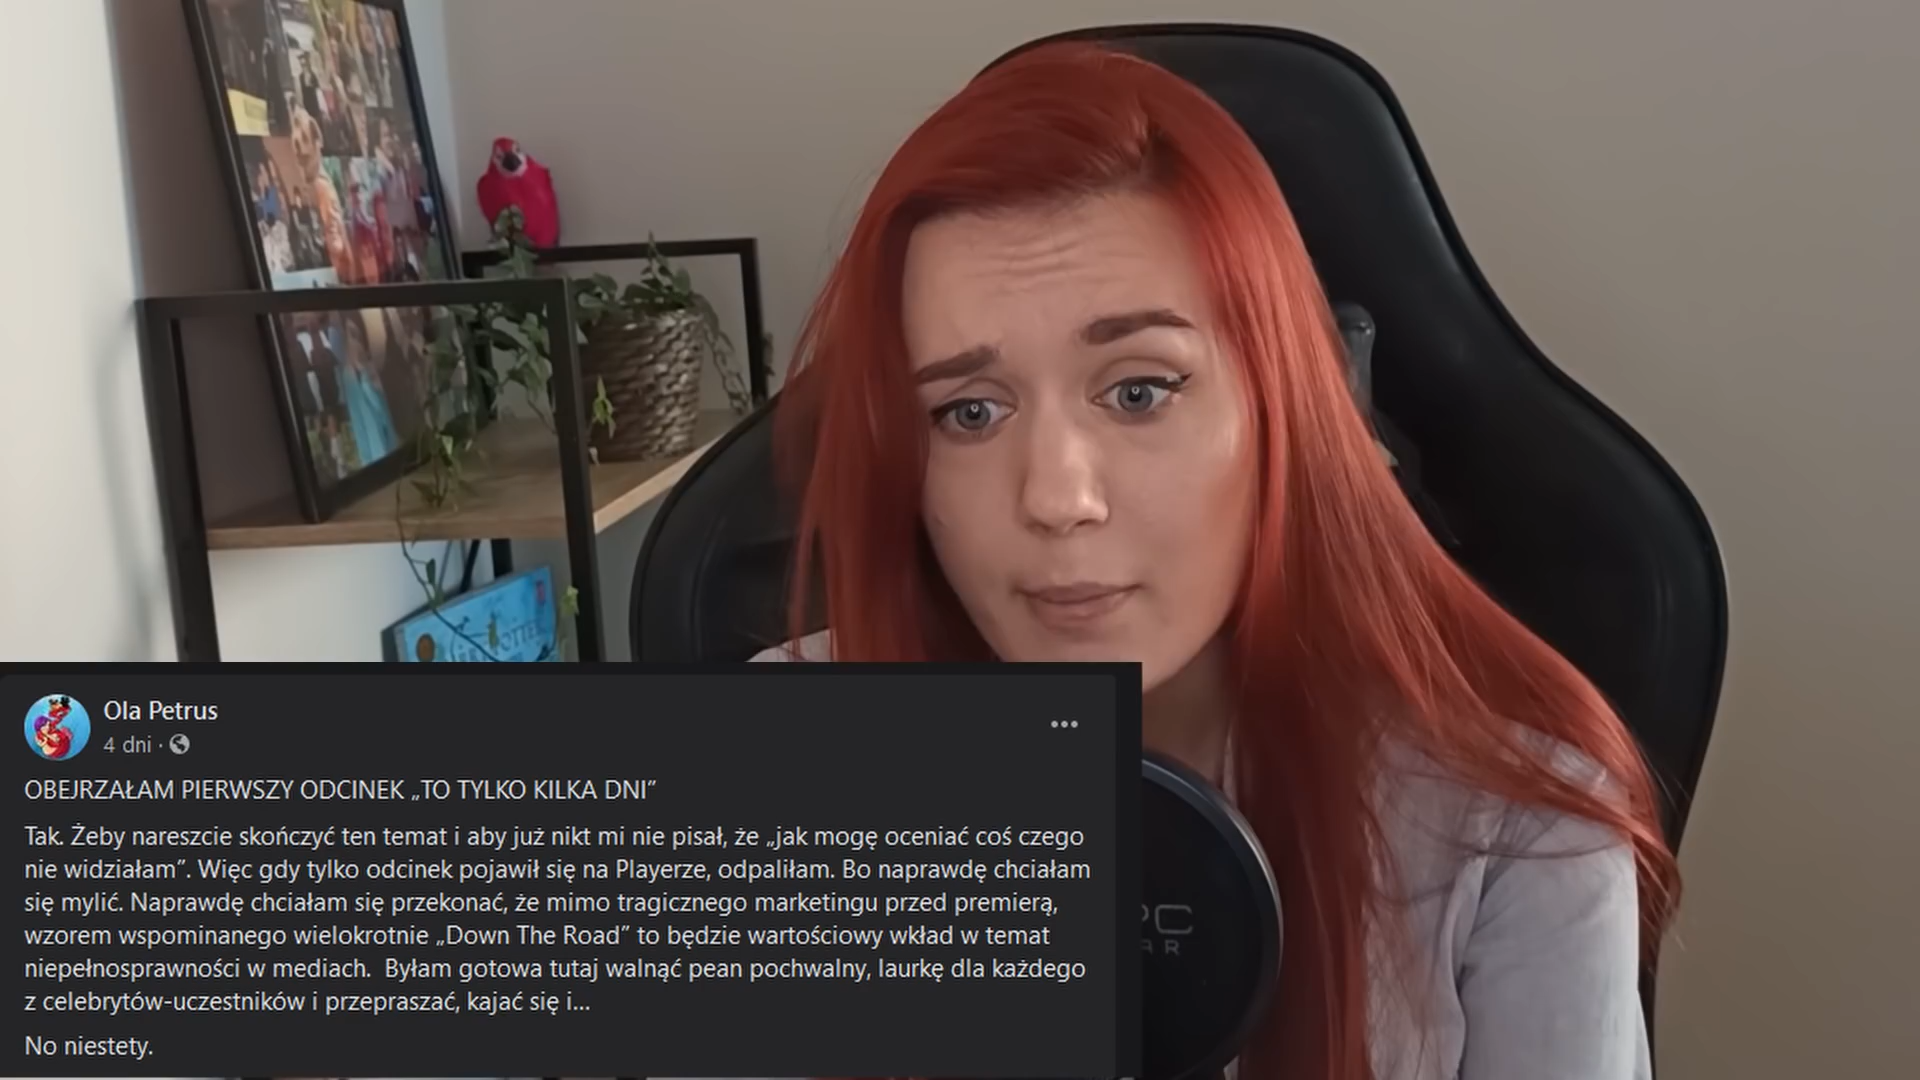 Ola Petrus
4 dni ·
OBEJRZAŁAM PIERWSZY ODCINEK „TO TYLKO KILKA DNI”
Tak. Żeby nareszcie skończyć ten temat i aby już nikt mi nie pisał, że „jak mogę oceniać coś czego
nie widziałam”. Więc gdy tylko odcinek pojawił się na Playerze, odpaliłam. Bo naprawdę chciałam
się mylić. Naprawdę chciałam się przekonać, że mimo tragicznego marketingu przed premierą,
wzorem wspominanego wielokrotnie „Down The Road” to będzie wartościowy wkład w temat
niepełnosprawności w mediach.  Byłam gotowa tutaj walnąć pean pochwalny, laurkę dla każdego
z celebrytów-uczestników i przepraszać, kajać się i...
No niestety.